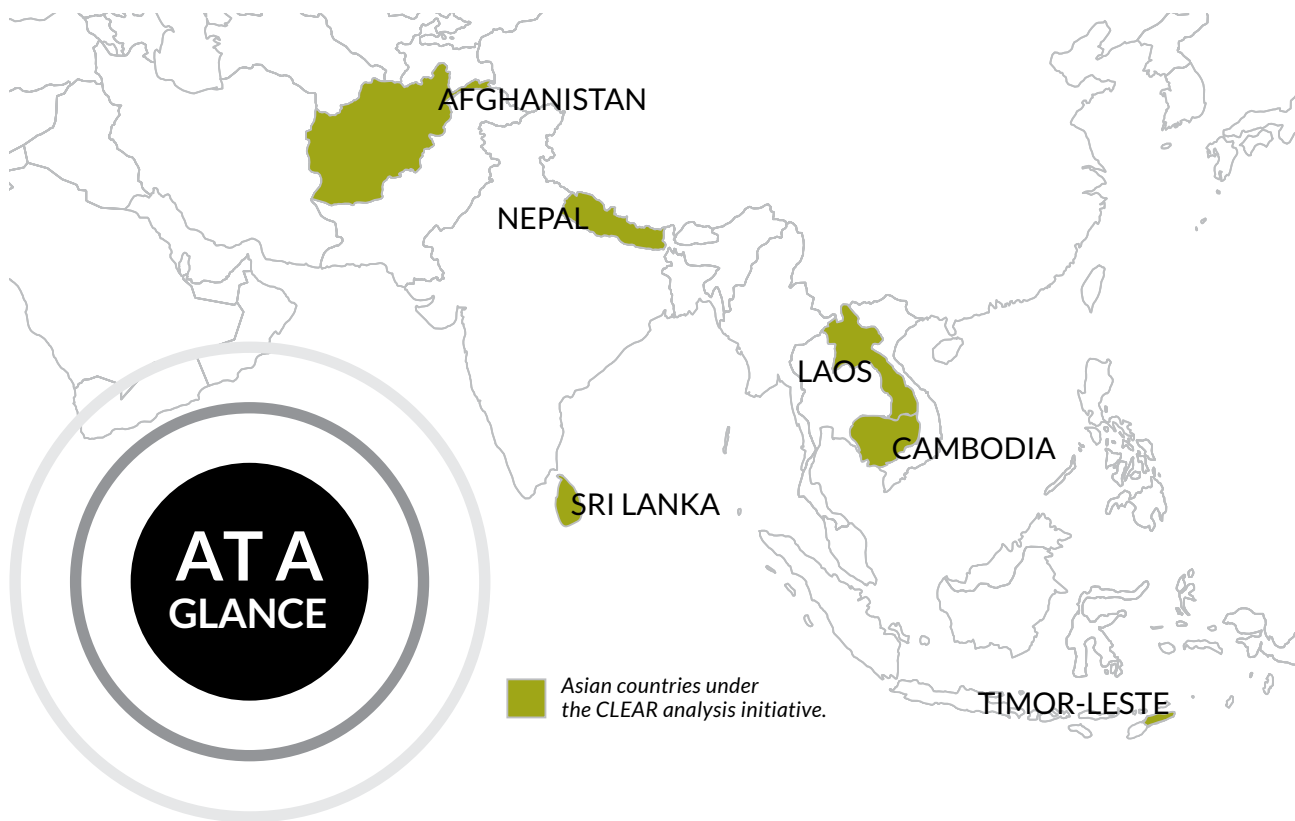 AFGHANISTAN
NEPAL
LAOS
CAMBODIA
SRI LANKA
AT A
GLANCE
Asian countries under
the CLEAR analysis initiative.
TIMOR-LESTE